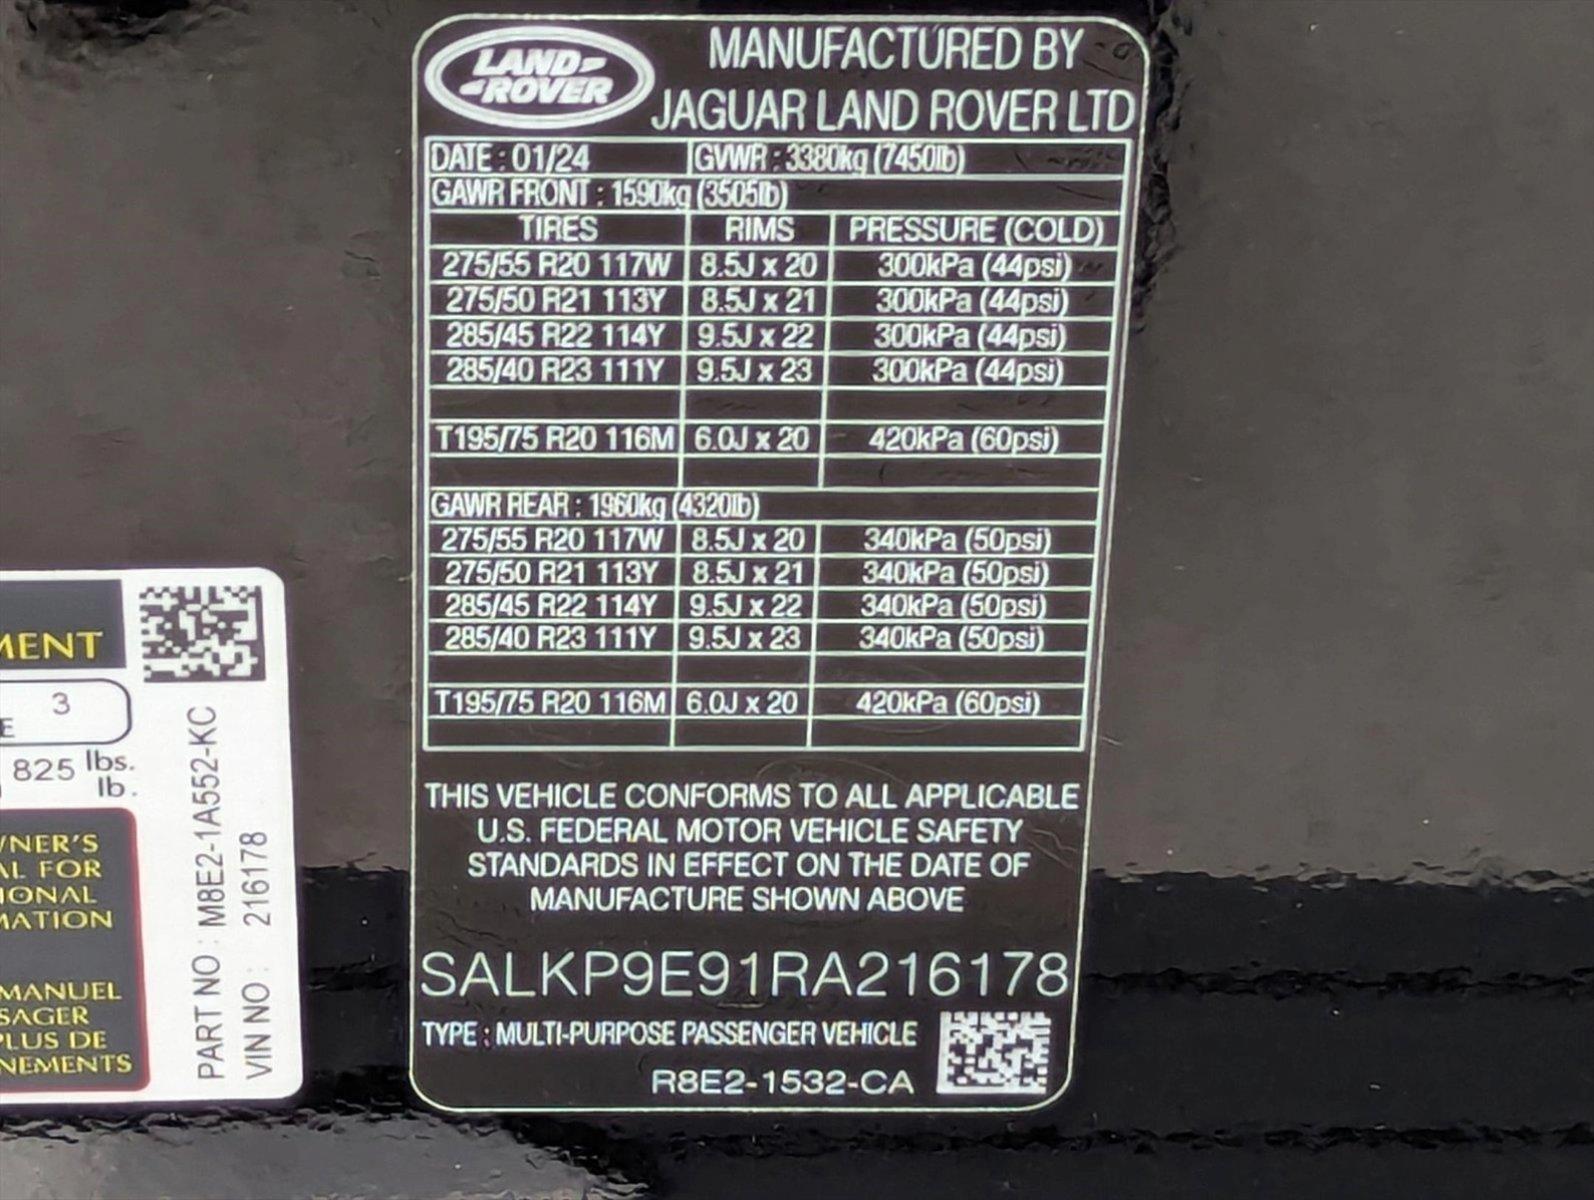 LAND-
-ROVER
MANUFACTURED BY
JAGUAR LAND ROVER LTD
DATE : 01/24 GVWR : 3380kg (7450lb)
GAWR FRONT : 1590kg (3505lb)
TIRES RIMS PRESSURE (COLD)
275/55 R20 117W 8.5J x 20 300kPa (44psi)
275/50 R21 113Y 8.5J x 21 300kPa (44psi)
285/45 R22 114Y 9.5J x 22 300kPa (44psi)
285/40 R23 111Y 9.5J x 23 300kPa (44psi)
T195/75 R20 116M 6.0J x 20 420kPa (60psi)
GAWR REAR : 1960kg (4320lb)
275/55 R20 117W 8.5J x 20 340kPa (50psi)
275/50 R21 113Y 8.5J x 21 340kPa (50psi)
285/45 R22 114Y 9.5J x 22 340kPa (50psi)
285/40 R23 111Y 9.5J x 23 340kPa (50psi)
T195/75 R20 116M 6.0J x 20 420kPa (60psi)
THIS VEHICLE CONFORMS TO ALL APPLICABLE
U.S. FEDERAL MOTOR VEHICLE SAFETY
STANDARDS IN EFFECT ON THE DATE OF
MANUFACTURE SHOWN ABOVE
SALKP9E91RA216178
TYPE : MULTI-PURPOSE PASSENGER VEHICLE
R8E2-1532-CA
MENT
3
E
825 lbs.
lb.
WNER'S
AL FOR
IONAL
MATION
MANUEL
SAGER
PLUS DE
NEMENTS
PART NO : M8E2-1A552-KC
VIN NO : 216178